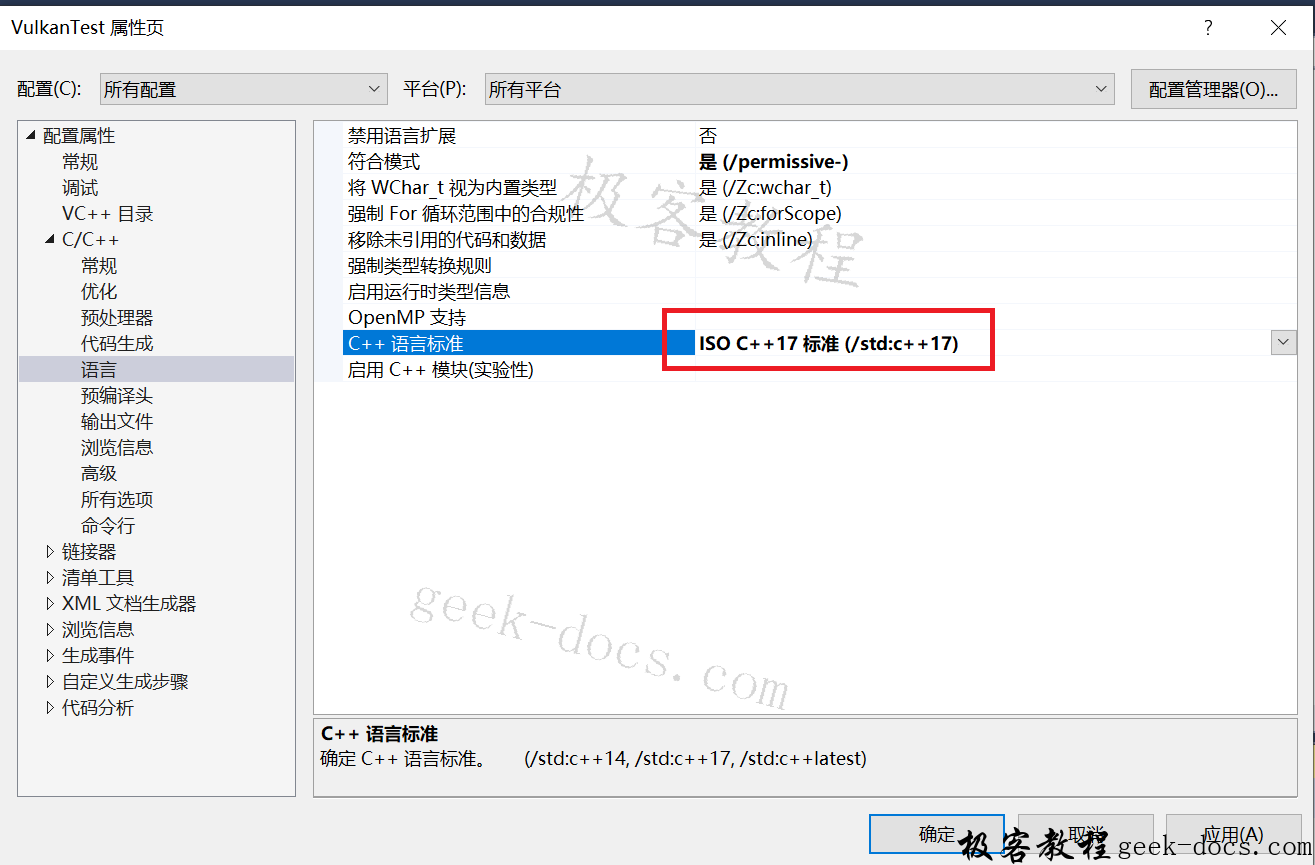 VulkanTest 属性页
?
配置(C): 所有配置 平台(P): 所有平台 配置管理器(O)...
配置属性
常规
调试
VC++ 目录
C/C++
常规
优化
预处理器
代码生成
语言
预编译头
输出文件
浏览信息
高级
所有选项
命令行
链接器
清单工具
XML 文档生成器
浏览信息
生成事件
自定义生成步骤
代码分析
禁用语言扩展 否
符合模式 是 (/permissive-)
将 WChar_t 视为内置类型 是 (/Zc:wchar_t)
强制 For 循环范围中的合规性 是 (/Zc:forScope)
移除未引用的代码和数据 是 (/Zc:inline)
强制类型转换规则
启用运行时类型信息
OpenMP 支持
C++ 语言标准 ISO C++17 标准 (/std:c++17)
启用 C++ 模块(实验性)
极客教程
geek-docs.com
C++ 语言标准
确定 C++ 语言标准。 (/std:c++14, /std:c++17, /std:c++latest)
确定 取消 应用(A)
极客教程 geek-docs.com